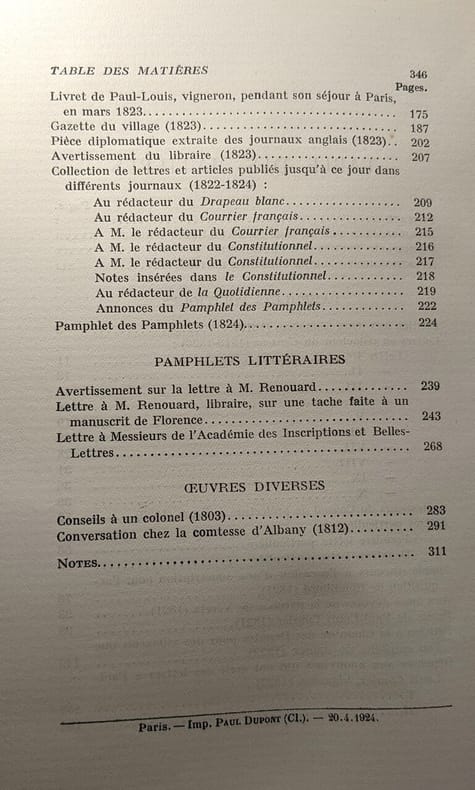 TABLE DES MATIÈRES 346
Pages.
Livret de Paul-Louis, vigneron, pendant son séjour à Paris,
en mars 1823.................................... 175
Gazette du village (1823)............................ 187
Pièce diplomatique extraite des journaux anglais (1823).. 202
Avertissement du libraire (1823)..................... 207
Collection de lettres et articles publiés jusqu'à ce jour dans
différents journaux (1822-1824) :
Au rédacteur du Drapeau blanc.................. 209
Au rédacteur du Courrier français............... 212
A M. le rédacteur du Courrier français........... 215
A M. le rédacteur du Constitutionnel............. 216
A M. le rédacteur du Constitutionnel............. 217
Notes insérées dans le Constitutionnel........... 218
Au rédacteur de la Quotidienne.................. 219
Annonces du Pamphlet des Pamphlets............ 222
Pamphlet des Pamphlets (1824)....................... 224
PAMPHLETS LITTÉRAIRES
Avertissement sur la lettre à M. Renouard............. 239
Lettre à M. Renouard, libraire, sur une tache faite à un
manuscrit de Florence............................ 243
Lettre à Messieurs de l'Académie des Inscriptions et Belles-
Lettres......................................... 268
ŒUVRES DIVERSES
Conseils à un colonel (1803).......................... 283
Conversation chez la comtesse d'Albany (1812).......... 291
NOTES............................................ 311
Paris. — Imp. PAUL DUPONT (Cl.). — 20.4.1924.